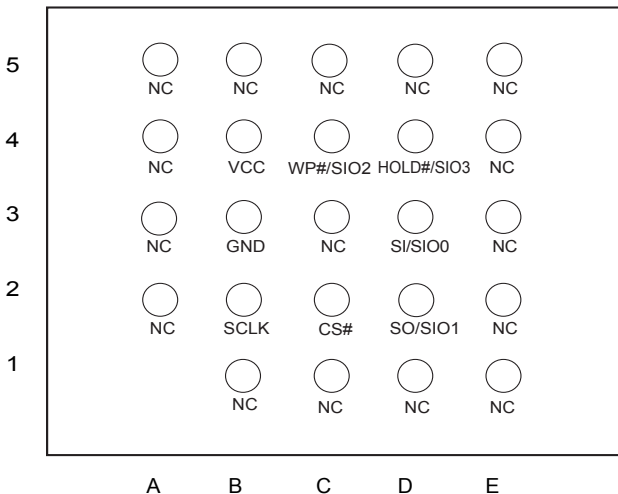 5
NC NC NC NC NC
4
NC VCC WP#/SIO2 HOLD#/SIO3 NC
3
NC GND NC SI/SIO0 NC
2
NC SCLK CS# SO/SIO1 NC
1
NC NC NC NC
A B C D E